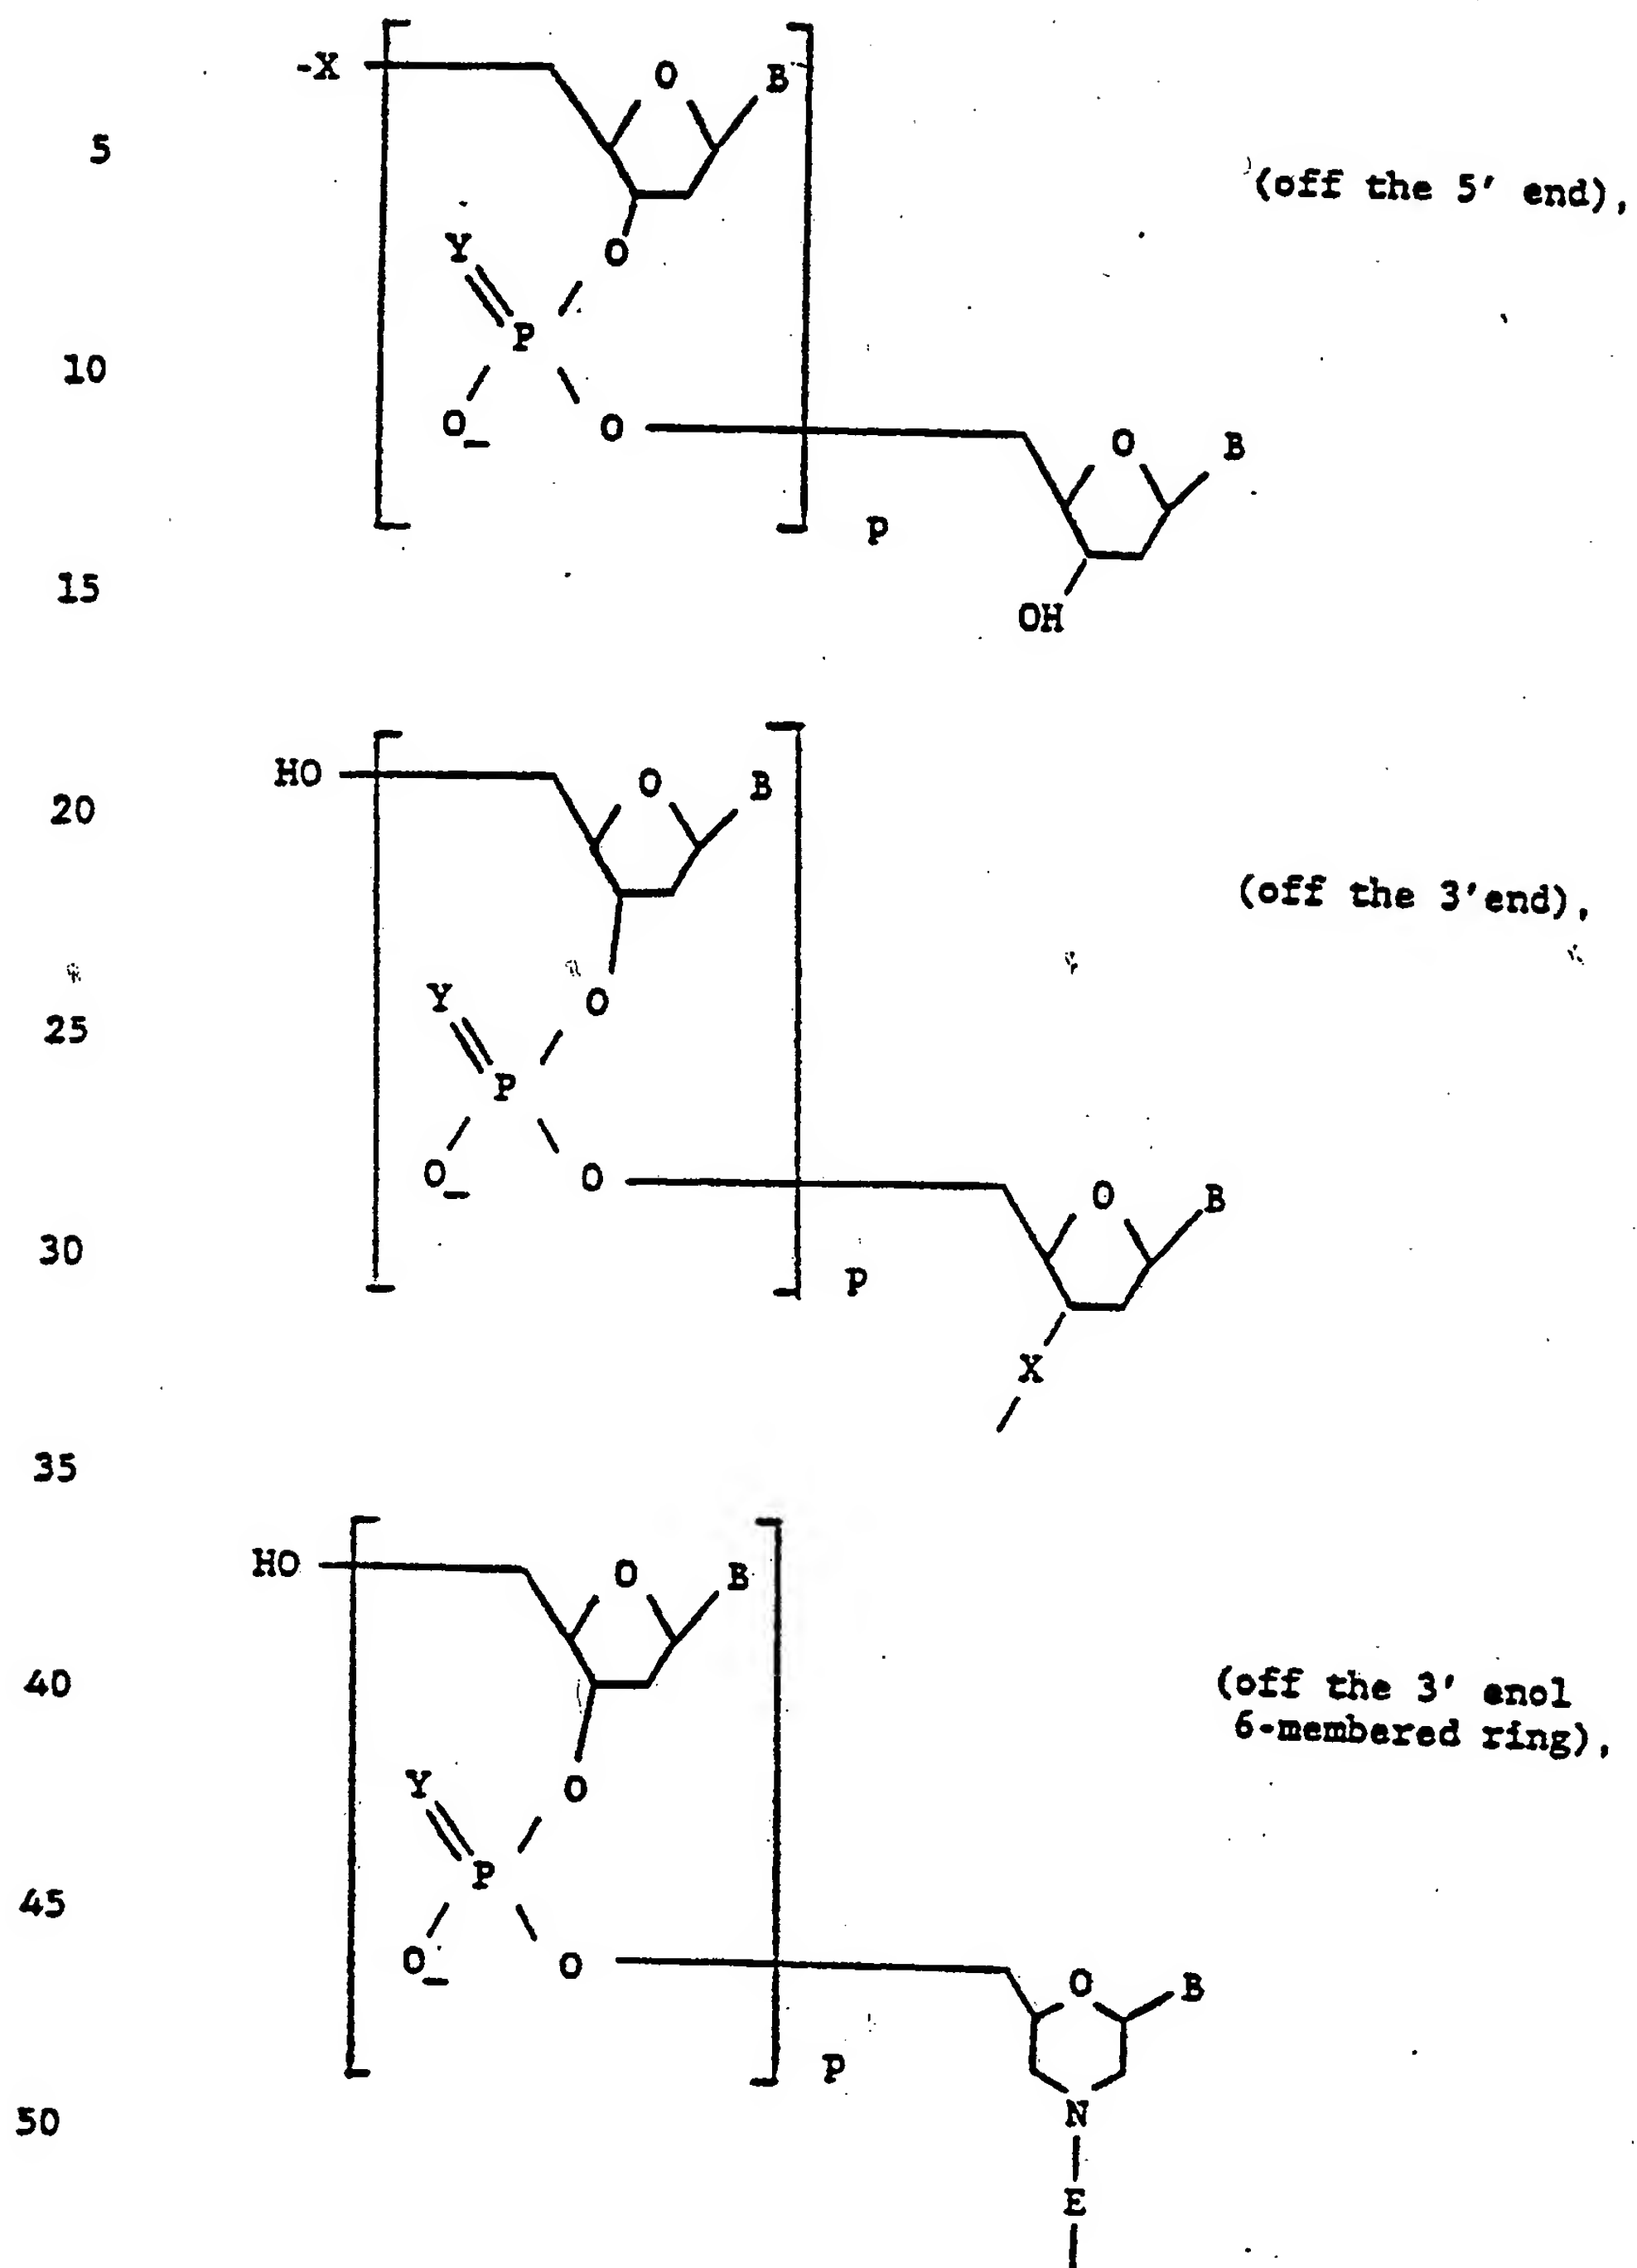 -X O B
5
(off the 5' end),
O
Y
P
10
O_ O O B
p
15
OH
HO O B
20
(off the 3'end),
Y O
25
P
O_ O O B
30
p
X
35
HO O B
40
(off the 3' enol
6-membered ring),
Y O
P
45
O_ O O B
p
50
N
E